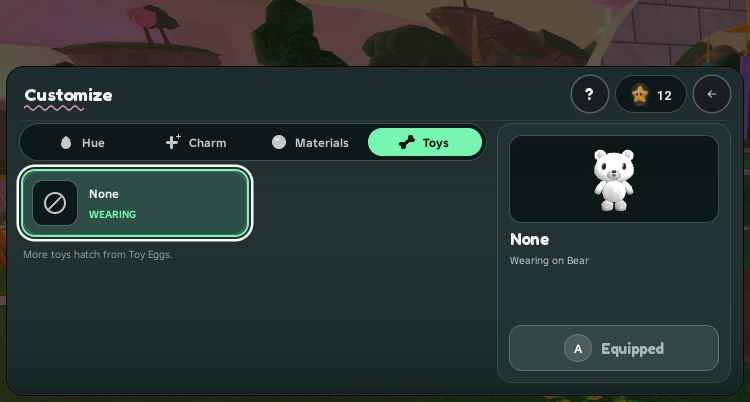 Customize
?
12
Hue
Charm
Materials
Toys
None
WEARING
More toys hatch from Toy Eggs.
None
Wearing on Bear
A Equipped